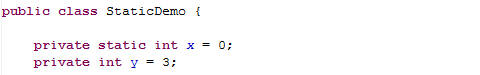 public class StaticDemo {
private static int x = 0;
private int y = 3;